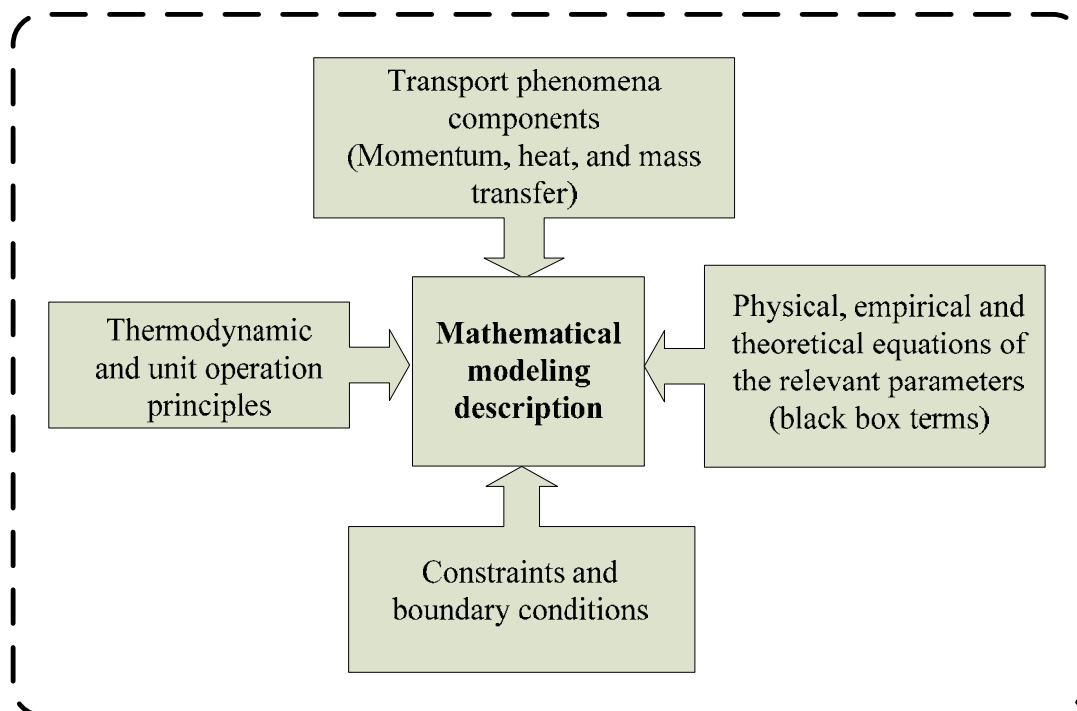 Transport phenomena
components
(Momentum, heat, and mass
transfer)
Thermodynamic
and unit operation
principles
Mathematical
modeling
description
Physical, empirical and
theoretical equations of
the relevant parameters
(black box terms)
Constraints and
boundary conditions